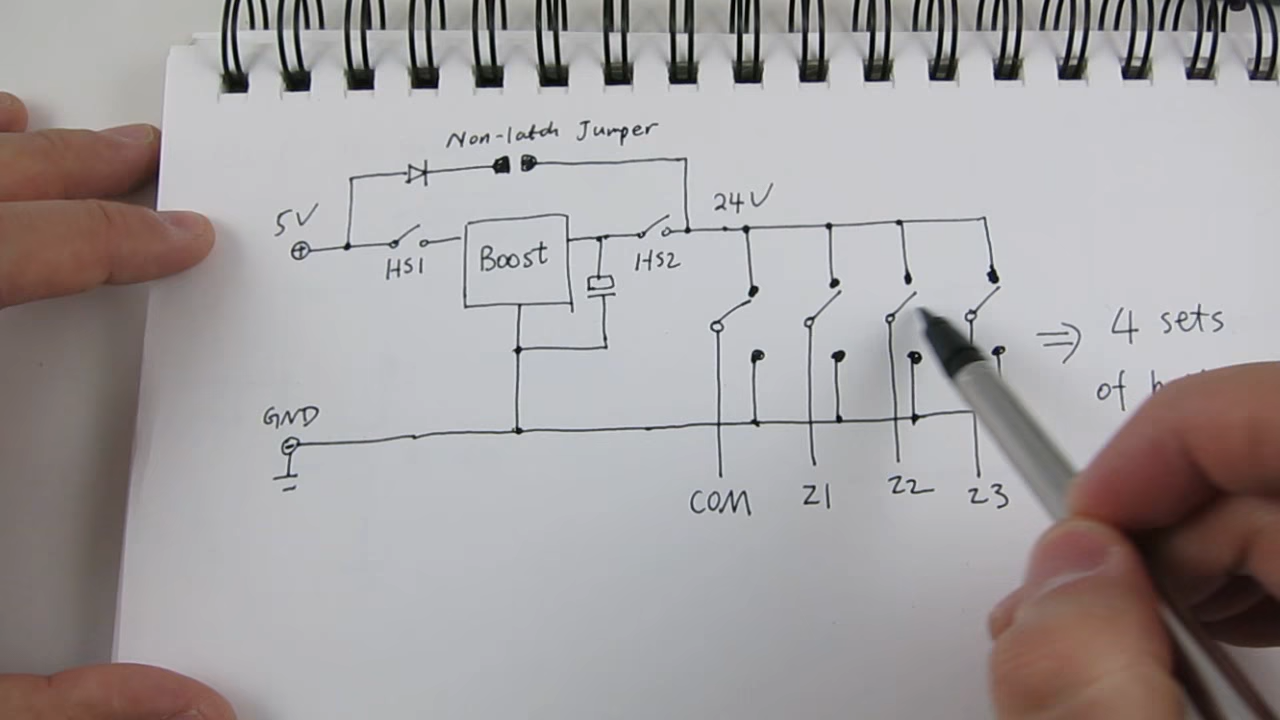 Non-latch Jumper
5V
24V
HS1
Boost
HS2
4 sets
of
GND
COM
Z1
Z2
Z3